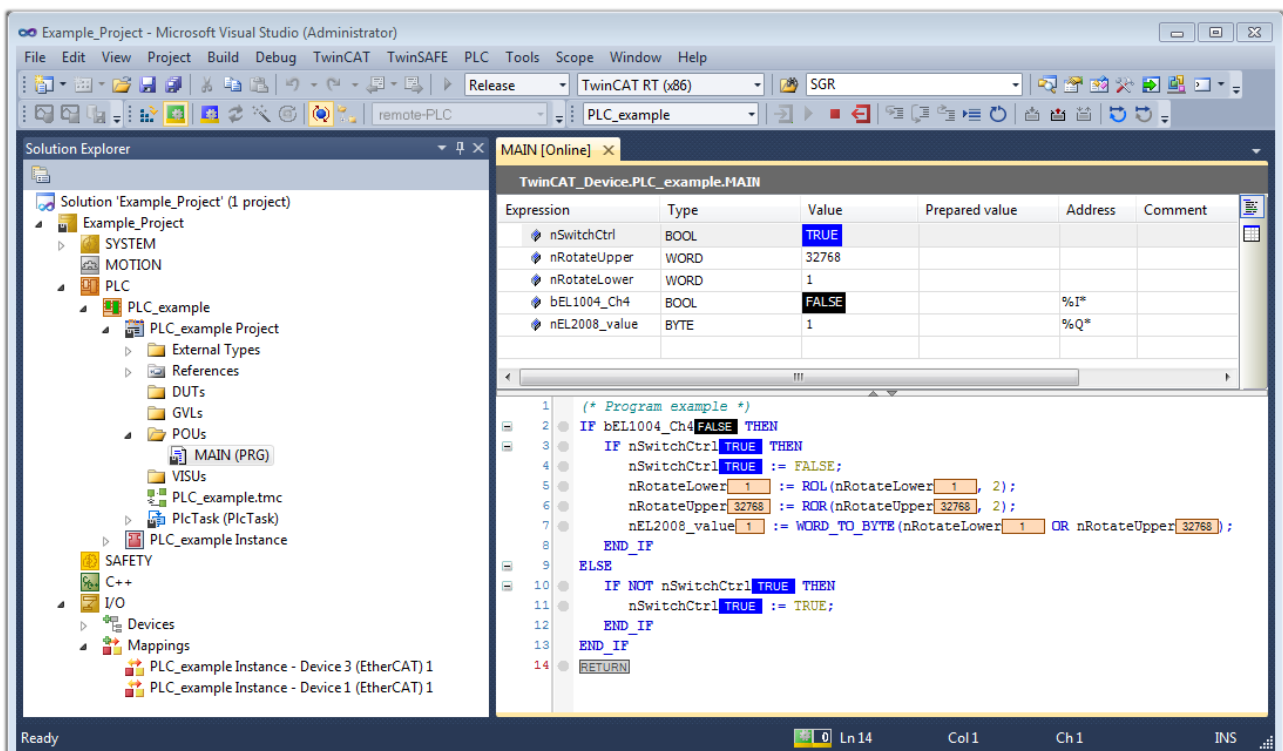 Example_Project - Microsoft Visual Studio (Administrator)
File Edit View Project Build Debug TwinCAT TwinSAFE PLC Tools Scope Window Help
Release TwinCAT RT (x86) SGR
remote-PLC PLC_example
Solution Explorer
MAIN [Online]
TwinCAT_Device.PLC_example.MAIN
Solution 'Example_Project' (1 project)
Example_Project
SYSTEM
MOTION
PLC
PLC_example
PLC_example Project
External Types
References
DUTs
GVLs
POUs
MAIN (PRG)
VISUs
PLC_example.tmc
PlcTask (PlcTask)
PLC_example Instance
SAFETY
C++
I/O
Devices
Mappings
PLC_example Instance - Device 3 (EtherCAT) 1
PLC_example Instance - Device 1 (EtherCAT) 1
Expression Type Value Prepared value Address Comment
nSwitchCtrl BOOL TRUE
nRotateUpper WORD 32768
nRotateLower WORD 1
bEL1004_Ch4 BOOL FALSE %I*
nEL2008_value BYTE 1 %Q*
1 (* Program example *)
2 IF bEL1004_Ch4 FALSE THEN
3 IF nSwitchCtrl TRUE THEN
4 nSwitchCtrl TRUE := FALSE;
5 nRotateLower 1 := ROL(nRotateLower 1 , 2);
6 nRotateUpper 32768 := ROR(nRotateUpper 32768 , 2);
7 nEL2008_value 1 := WORD_TO_BYTE(nRotateLower 1 OR nRotateUpper 32768 );
8 END_IF
9 ELSE
10 IF NOT nSwitchCtrl TRUE THEN
11 nSwitchCtrl TRUE := TRUE;
12 END_IF
13 END_IF
14 RETURN
Ready 0 Ln 14 Col 1 Ch 1 INS